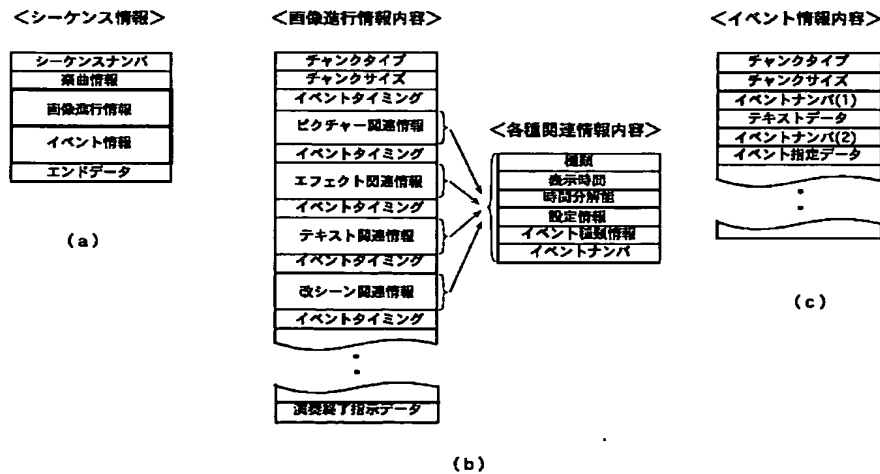 ＜シーケンス情報＞
シーケンスナンバ
楽曲情報
画像進行情報
イベント情報
エンドデータ
(a)
＜画像進行情報内容＞
チャンクタイプ
チャンクサイズ
イベントタイミング
ピクチャー関連情報
イベントタイミング
エフェクト関連情報
イベントタイミング
テキスト関連情報
イベントタイミング
改シーン関連情報
イベントタイミング
演奏終了指示データ
(b)
＜各種関連情報内容＞
種類
表示時間
時間分解能
設定情報
イベント種類情報
イベントナンバ
＜イベント情報内容＞
チャンクタイプ
チャンクサイズ
イベントナンバ(1)
テキストデータ
イベントナンバ(2)
イベント指定データ
(c)